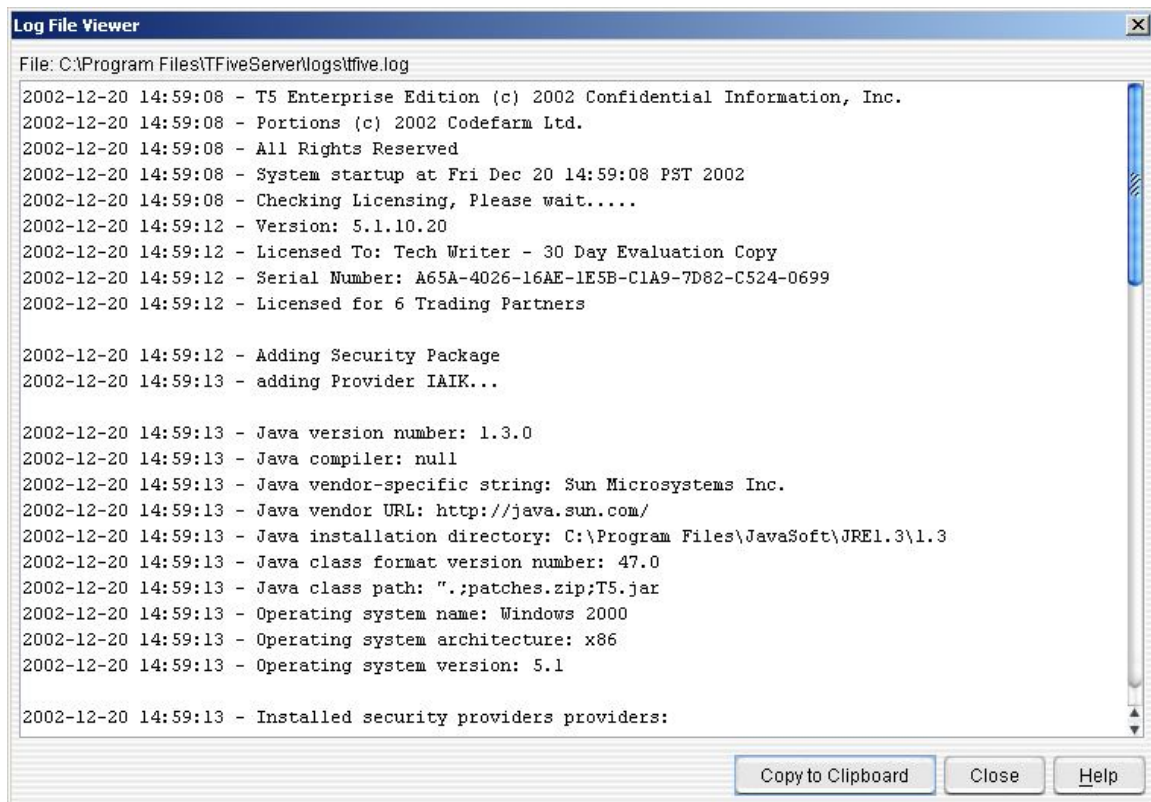 Log File Viewer
File: C:\Program Files\TFiveServer\logs\tfive.log
2002-12-20 14:59:08 - T5 Enterprise Edition (c) 2002 Confidential Information, Inc.
2002-12-20 14:59:08 - Portions (c) 2002 Codefarm Ltd.
2002-12-20 14:59:08 - All Rights Reserved
2002-12-20 14:59:08 - System startup at Fri Dec 20 14:59:08 PST 2002
2002-12-20 14:59:08 - Checking Licensing, Please wait.....
2002-12-20 14:59:12 - Version: 5.1.10.20
2002-12-20 14:59:12 - Licensed To: Tech Writer - 30 Day Evaluation Copy
2002-12-20 14:59:12 - Serial Number: A65A-4026-16AE-1E5B-C1A9-7D82-C524-0699
2002-12-20 14:59:12 - Licensed for 6 Trading Partners
2002-12-20 14:59:12 - Adding Security Package
2002-12-20 14:59:13 - adding Provider IAIK...
2002-12-20 14:59:13 - Java version number: 1.3.0
2002-12-20 14:59:13 - Java compiler: null
2002-12-20 14:59:13 - Java vendor-specific string: Sun Microsystems Inc.
2002-12-20 14:59:13 - Java vendor URL: http://java.sun.com/
2002-12-20 14:59:13 - Java installation directory: C:\Program Files\JavaSoft\JRE1.3\1.3
2002-12-20 14:59:13 - Java class format version number: 47.0
2002-12-20 14:59:13 - Java class path: ".;patches.zip;T5.jar
2002-12-20 14:59:13 - Operating system name: Windows 2000
2002-12-20 14:59:13 - Operating system architecture: x86
2002-12-20 14:59:13 - Operating system version: 5.1
2002-12-20 14:59:13 - Installed security providers providers:
Copy to Clipboard
Close
Help